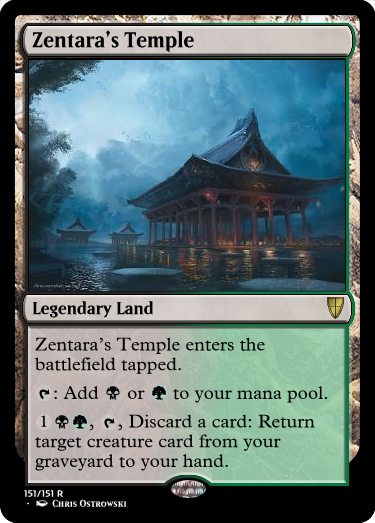 Zentara's Temple
Legendary Land
Zentara's Temple enters the
battlefield tapped.
: Add or to your mana pool.
1 , , Discard a card: Return
target creature card from your
graveyard to your hand.
151/151 R
· Chris Ostrowski